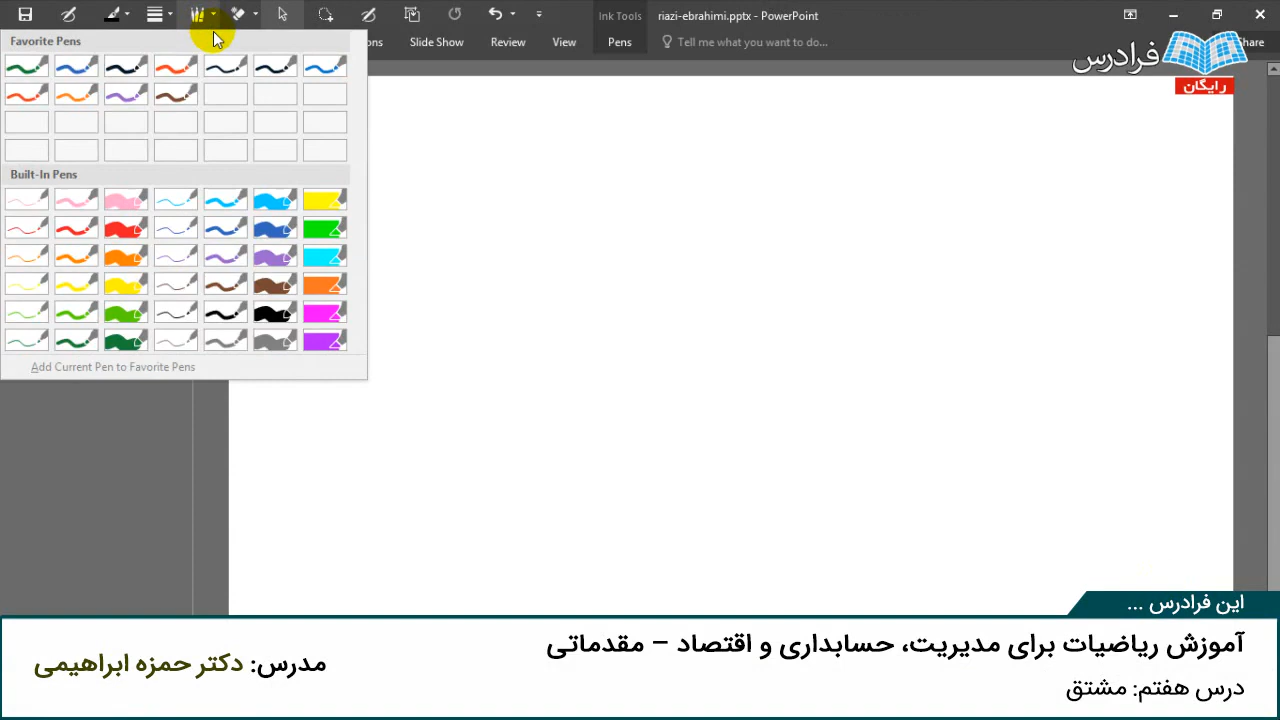 Ink Tools
riazi-ebrahimi.pptx - PowerPoint
ons
Slide Show
Review
View
Pens
Tell me what you want to do...
Share
فرادرس
رایگان
Favorite Pens
Built-In Pens
Add Current Pen to Favorite Pens
این فرادرس ...
آموزش ریاضیات برای مدیریت، حسابداری و اقتصاد – مقدماتی
مدرس: دکتر حمزه ابراهیمی
درس هفتم: مشتق